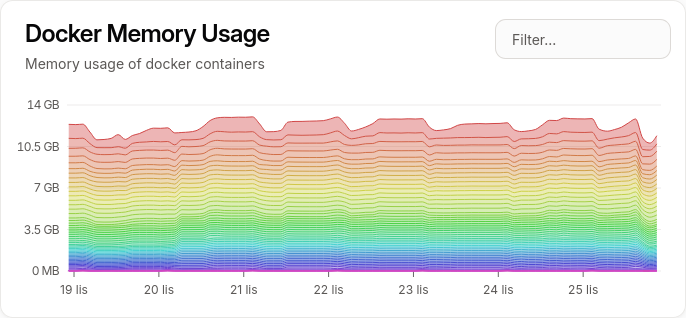 Docker Memory Usage
Memory usage of docker containers
Filter...
14 GB
10.5 GB
7 GB
3.5 GB
0 MB
19 lis
20 lis
21 lis
22 lis
23 lis
24 lis
25 lis